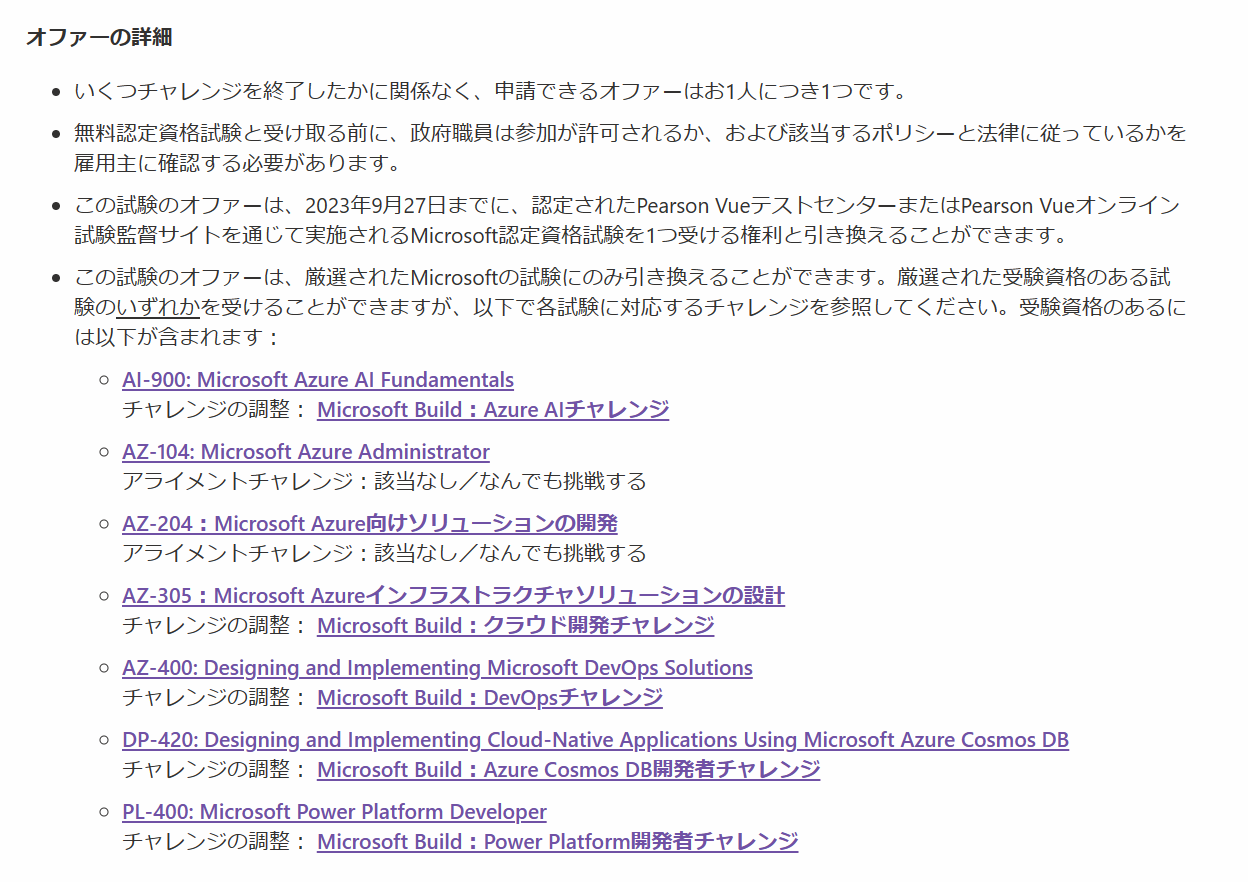 オファーの詳細
いくつチャレンジを終了したかに関係なく、申請できるオファーはお1人につき1つです。
無料認定資格試験と受け取る前に、政府職員は参加が許可されるか、および該当するポリシーと法律に従っているかを
雇用主に確認する必要があります。
この試験のオファーは、2023年9月27日までに、認定されたPearson VueテストセンターまたはPearson Vueオンライン
試験監督サイトを通じて実施されるMicrosoft認定資格試験を1つ受ける権利と引き換えることができます。
この試験のオファーは、厳選されたMicrosoftの試験にのみ引き換えることができます。厳選された受験資格のある試
験のいずれかを受けることができますが、以下で各試験に対応するチャレンジを参照してください。受験資格のあるに
は以下が含まれます：
AI-900: Microsoft Azure AI Fundamentals
チャレンジの調整： Microsoft Build：Azure AIチャレンジ
AZ-104: Microsoft Azure Administrator
アライメントチャレンジ：該当なし／なんでも挑戦する
AZ-204：Microsoft Azure向けソリューションの開発
アライメントチャレンジ：該当なし／なんでも挑戦する
AZ-305：Microsoft Azureインフラストラクチャソリューションの設計
チャレンジの調整： Microsoft Build：クラウド開発チャレンジ
AZ-400: Designing and Implementing Microsoft DevOps Solutions
チャレンジの調整： Microsoft Build：DevOpsチャレンジ
DP-420: Designing and Implementing Cloud-Native Applications Using Microsoft Azure Cosmos DB
チャレンジの調整： Microsoft Build：Azure Cosmos DB開発者チャレンジ
PL-400: Microsoft Power Platform Developer
チャレンジの調整： Microsoft Build：Power Platform開発者チャレンジ